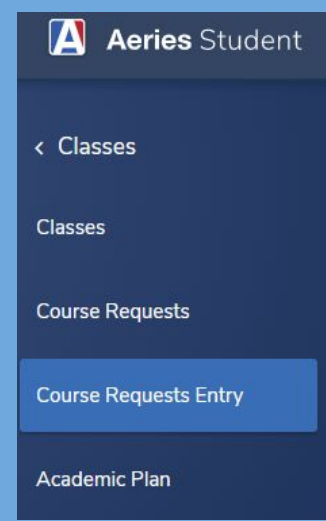 Aeries Student
< Classes
Classes
Course Requests
Course Requests Entry
Academic Plan